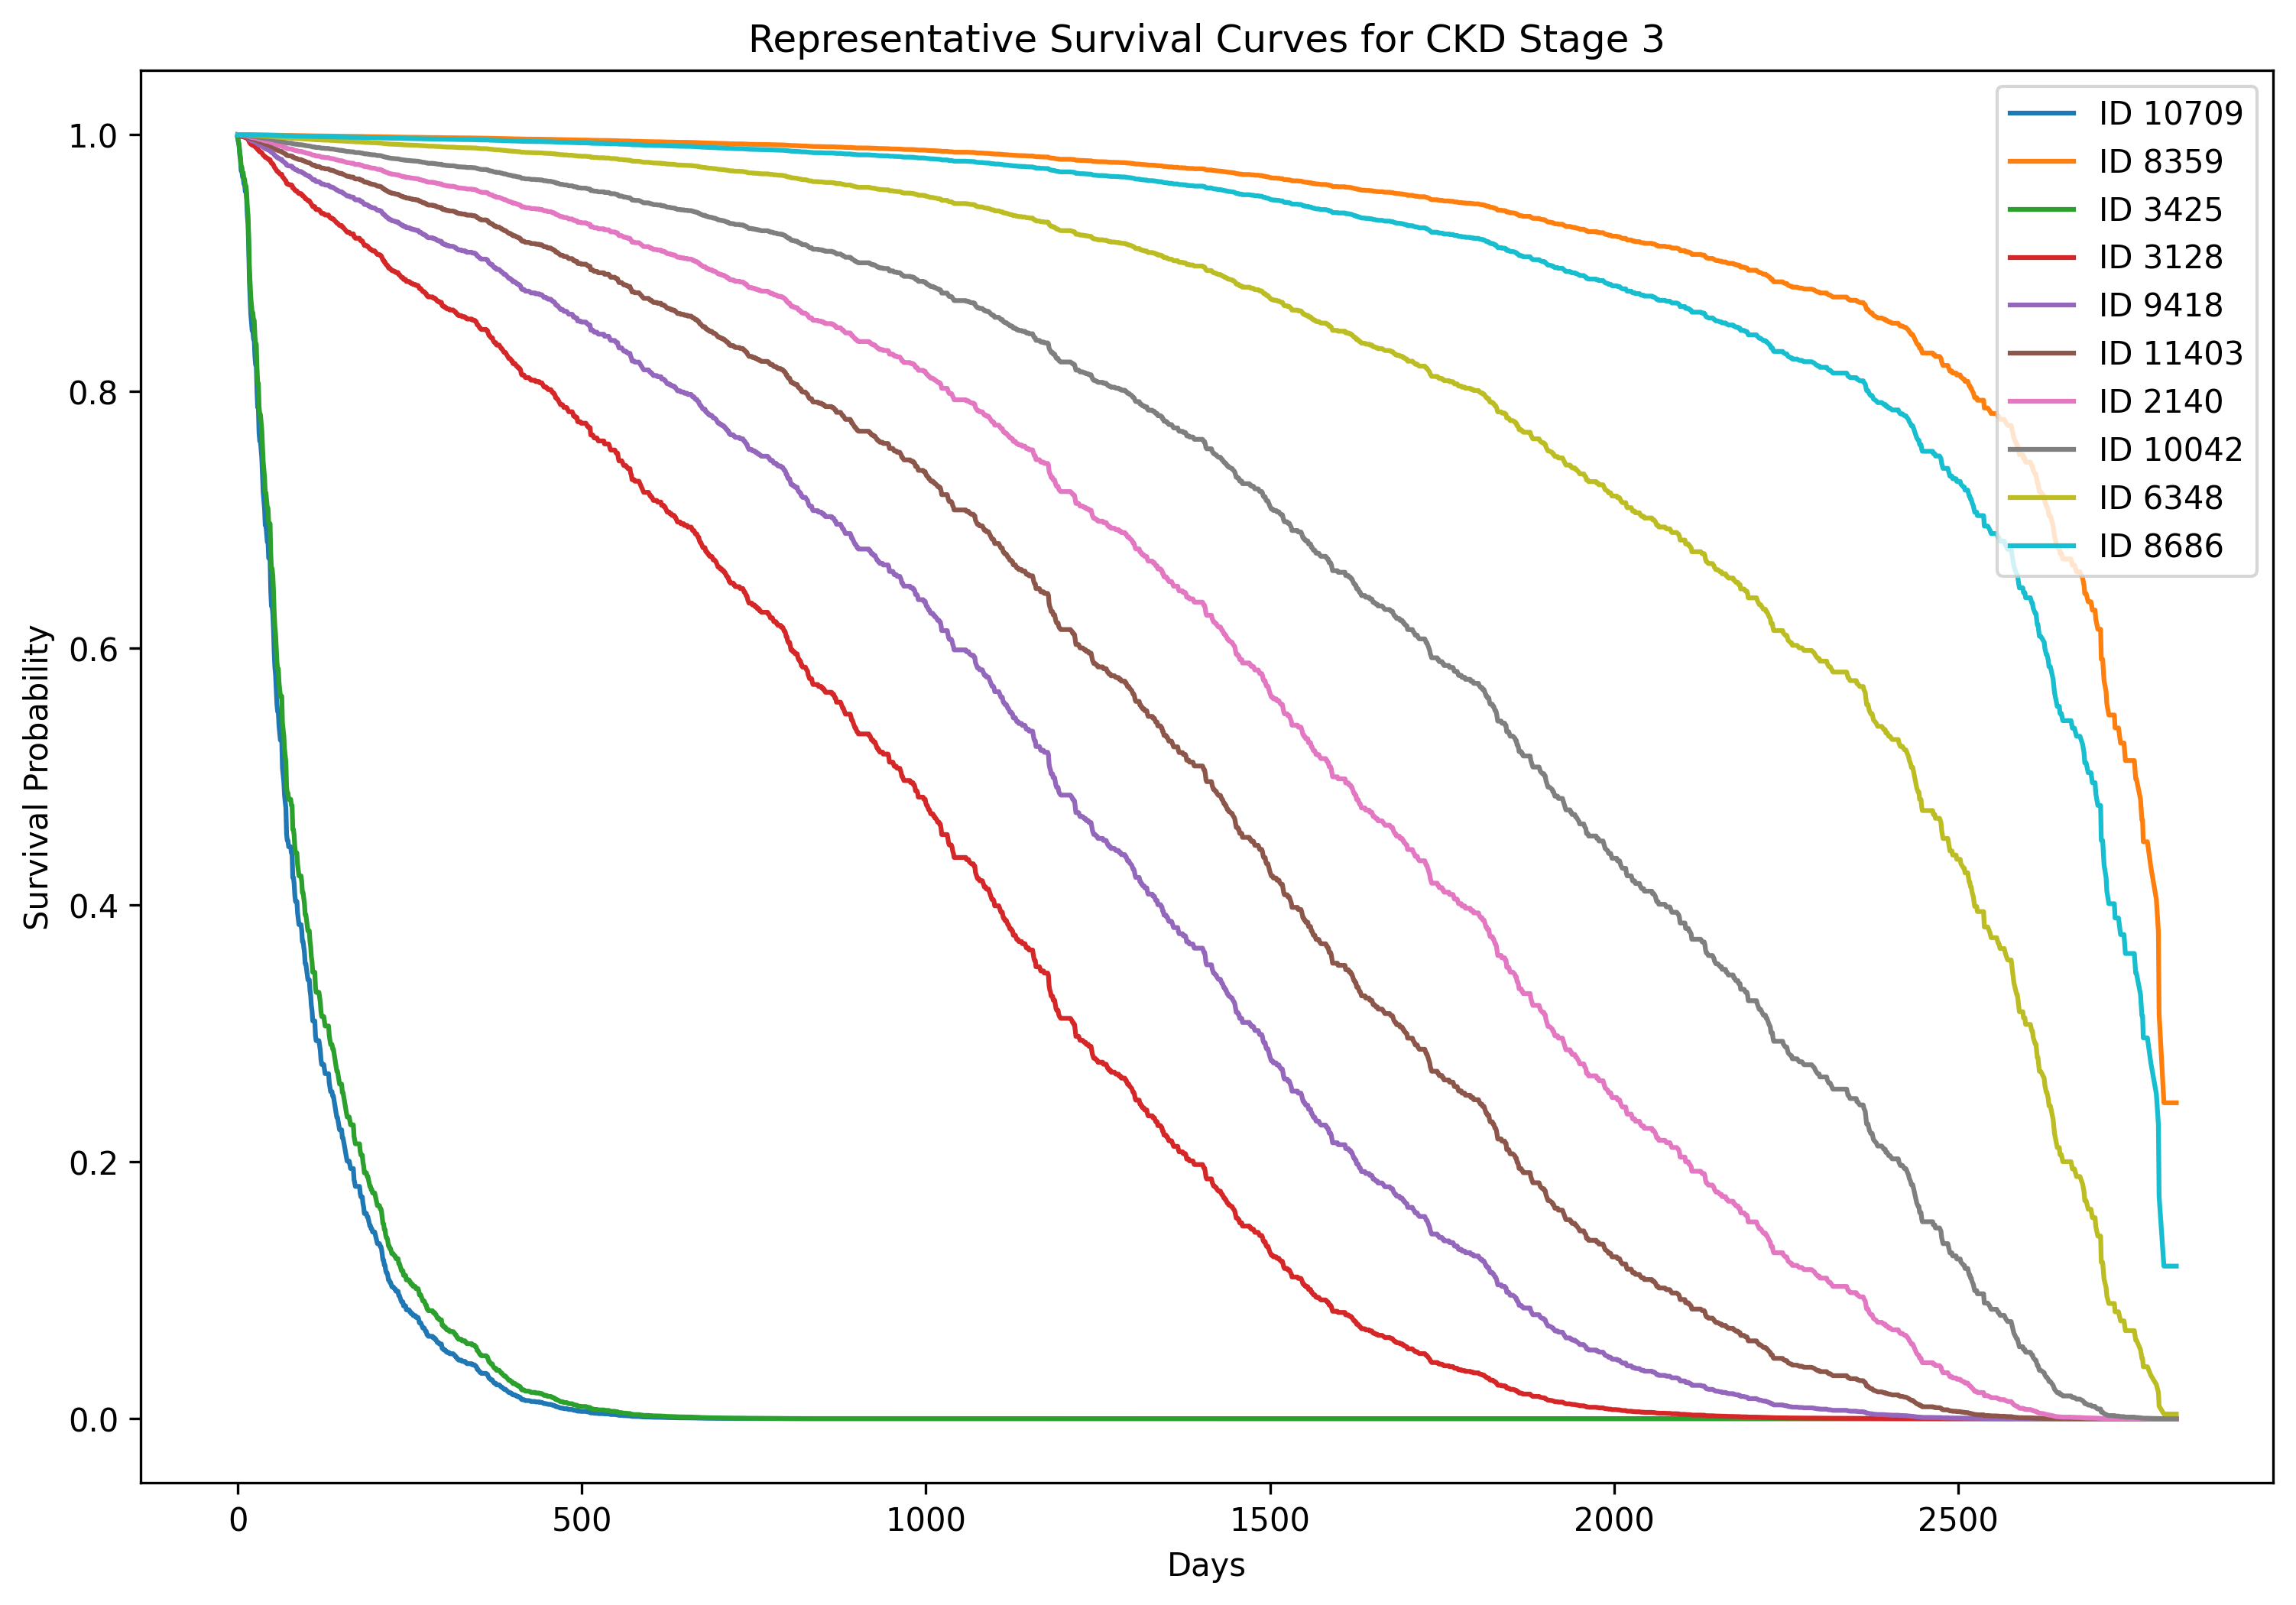 Representative Survival Curves for CKD Stage 3
Survival Probability
1.0
0.8
0.6
0.4
0.2
0.0
0 500 1000 1500 2000 2500
Days
ID 10709
ID 8359
ID 3425
ID 3128
ID 9418
ID 11403
ID 2140
ID 10042
ID 6348
ID 8686